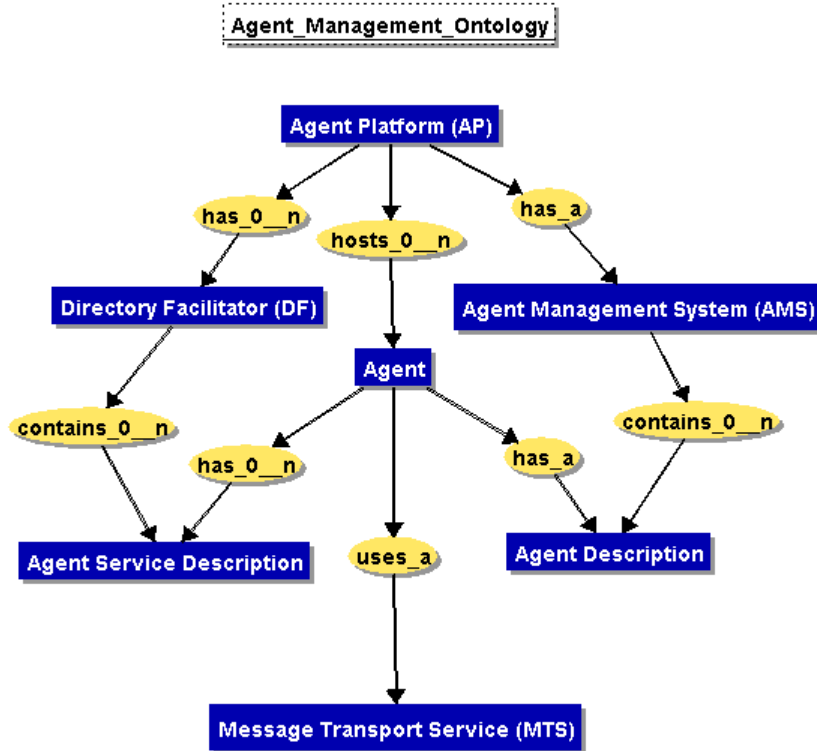 Agent_Management_Ontology
Agent Platform (AP)
has_0__n
hosts_0__n
has_a
Directory Facilitator (DF)
Agent Management System (AMS)
Agent
contains_0__n
has_0__n
has_a
contains_0__n
Agent Service Description
uses_a
Agent Description
Message Transport Service (MTS)